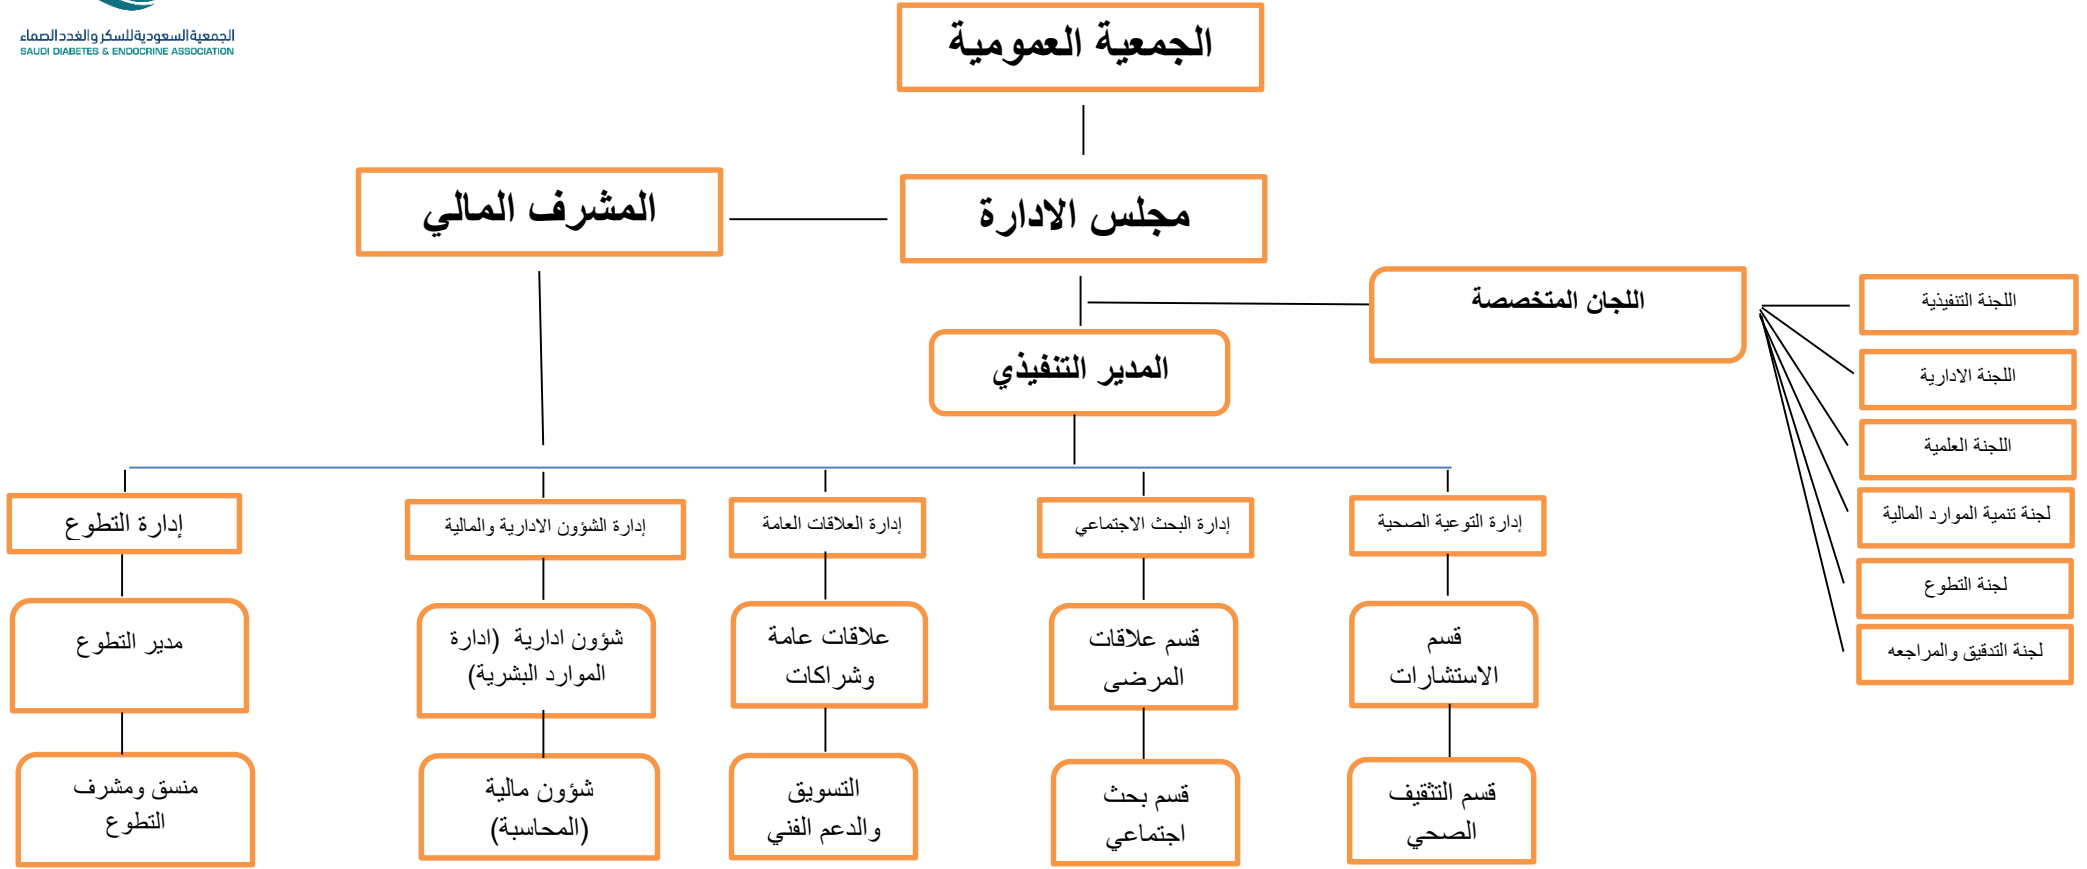 الجمعية السعودية للسكر والغدد الصماء
SAUDI DIABETES & ENDOCRINE ASSOCIATION
الجمعية العمومية
مجلس الادارة
المشرف المالي
اللجان المتخصصة
اللجنة التنفيذية
اللجنة الادارية
اللجنة العلمية
لجنة تنمية الموارد المالية
لجنة التطوع
لجنة التدقيق والمراجعه
المدير التنفيذي
إدارة التوعية الصحية
إدارة البحث الاجتماعي
إدارة العلاقات العامة
إدارة الشؤون الادارية والمالية
إدارة التطوع
قسم
الاستشارات
قسم علاقات
المرضى
علاقات عامة
وشراكات
شؤون ادارية (ادارة
الموارد البشرية)
مدير التطوع
قسم التثقيف
الصحي
قسم بحث
اجتماعي
التسويق
والدعم الفني
شؤون مالية
(المحاسبة)
منسق ومشرف
التطوع